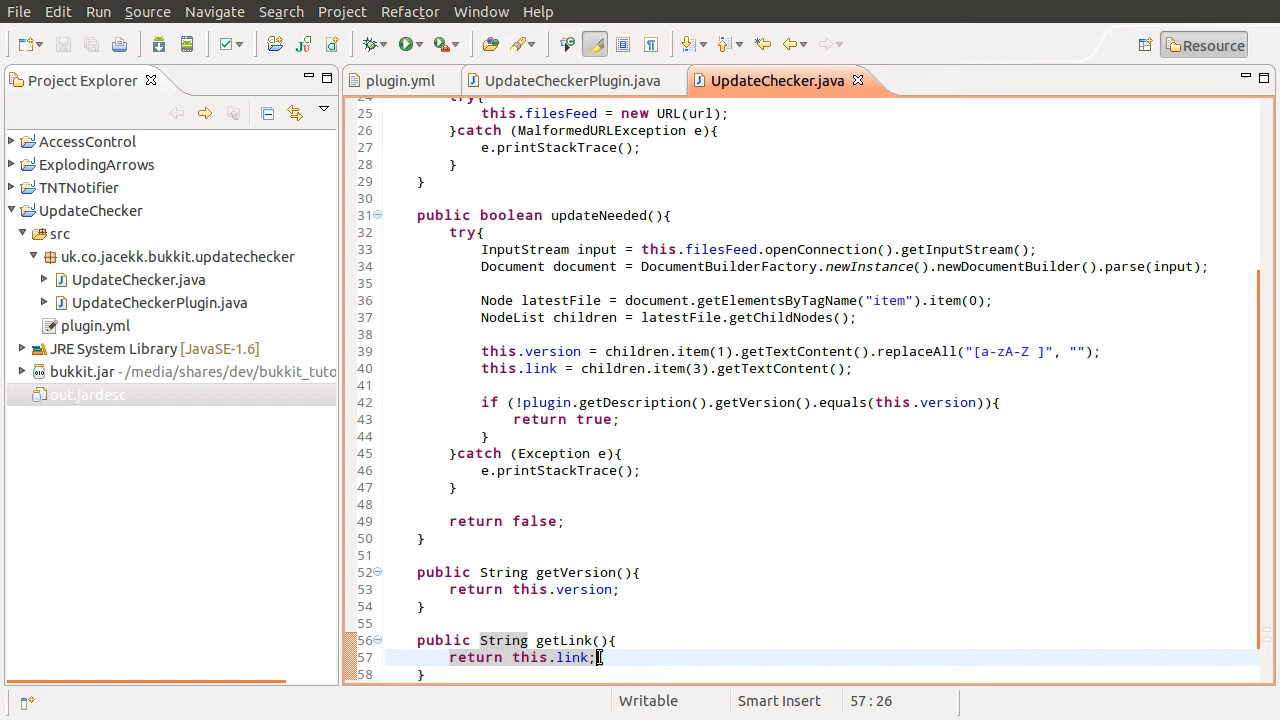 File Edit Run Source Navigate Search Project Refactor Window Help
Resource
Project Explorer
plugin.yml UpdateCheckerPlugin.java UpdateChecker.java
AccessControl
ExplodingArrows
TNTNotifier
UpdateChecker
src
uk.co.jacekk.bukkit.updatechecker
UpdateChecker.java
UpdateCheckerPlugin.java
plugin.yml
JRE System Library [JavaSE-1.6]
bukkit.jar - /media/shares/dev/bukkit_tuto
out.jardesc
24 try{
25 this.filesFeed = new URL(url);
26 }catch (MalformedURLException e){
27 e.printStackTrace();
28 }
29 }
30
31 public boolean updateNeeded(){
32 try{
33 InputStream input = this.filesFeed.openConnection().getInputStream();
34 Document document = DocumentBuilderFactory.newInstance().newDocumentBuilder().parse(input);
35
36 Node latestFile = document.getElementsByTagName("item").item(0);
37 NodeList children = latestFile.getChildNodes();
38
39 this.version = children.item(1).getTextContent().replaceAll("[a-zA-Z ]", "");
40 this.link = children.item(3).getTextContent();
41
42 if (!plugin.getDescription().getVersion().equals(this.version)){
43 return true;
44 }
45 }catch (Exception e){
46 e.printStackTrace();
47 }
48
49 return false;
50 }
51
52 public String getVersion(){
53 return this.version;
54 }
55
56 public String getLink(){
57 return this.link;
58 }
Writable Smart Insert 57 : 26